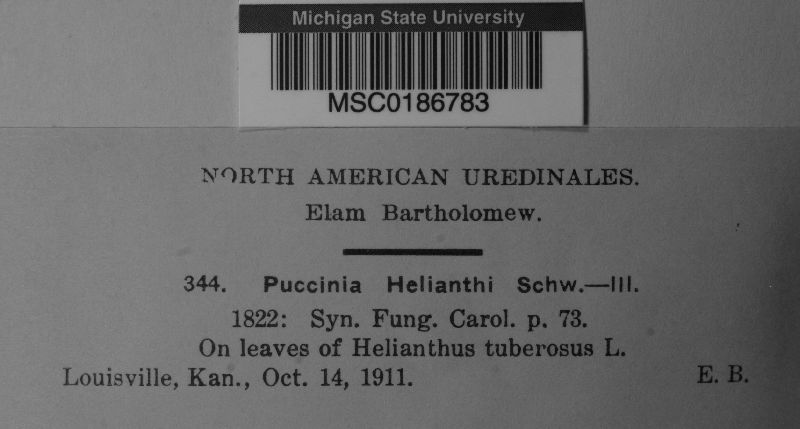 Michigan State University
MSC0186783
NORTH AMERICAN UREDINALES.
Elam Bartholomew.
344. Puccinia Helianthi Schw.—III.
1822: Syn. Fung. Carol. p. 73.
On leaves of Helianthus tuberosus L.
Louisville, Kan., Oct. 14, 1911. E. B.